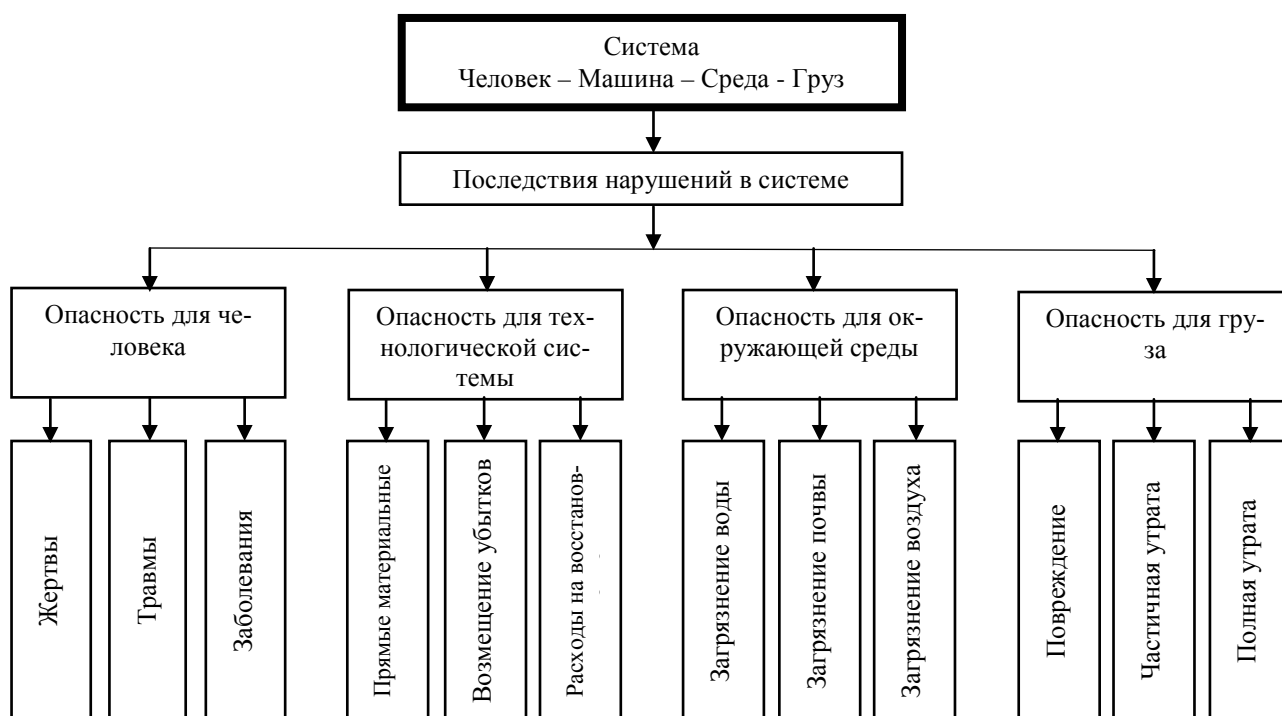 Система
Человек – Машина – Среда - Груз
Последствия нарушений в системе
Опасность для че-
ловека
Опасность для тех-
нологической сис-
темы
Опасность для ок-
ружающей среды
Опасность для гру-
за
Жертвы
Травмы
Заболевания
Прямые материальные
Возмещение убытков
Расходы на восстанов-
Загрязнение воды
Загрязнение почвы
Загрязнение воздуха
Повреждение
Частичная утрата
Полная утрата